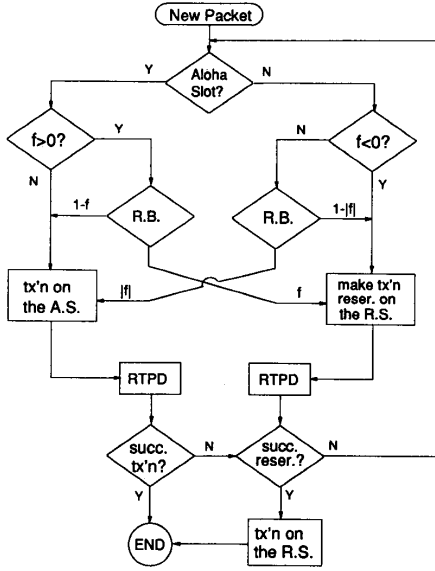 New Packet
Aloha
Slot?
Y
N
f>0?
Y
N
f<0?
N
Y
R.B.
1-f
R.B.
1-|f|
tx'n on
the A.S.
|f|
f
make tx'n
reser. on
the R.S.
RTPD
RTPD
succ.
tx'n?
N
Y
succ.
reser.?
N
Y
END
tx'n on
the R.S.